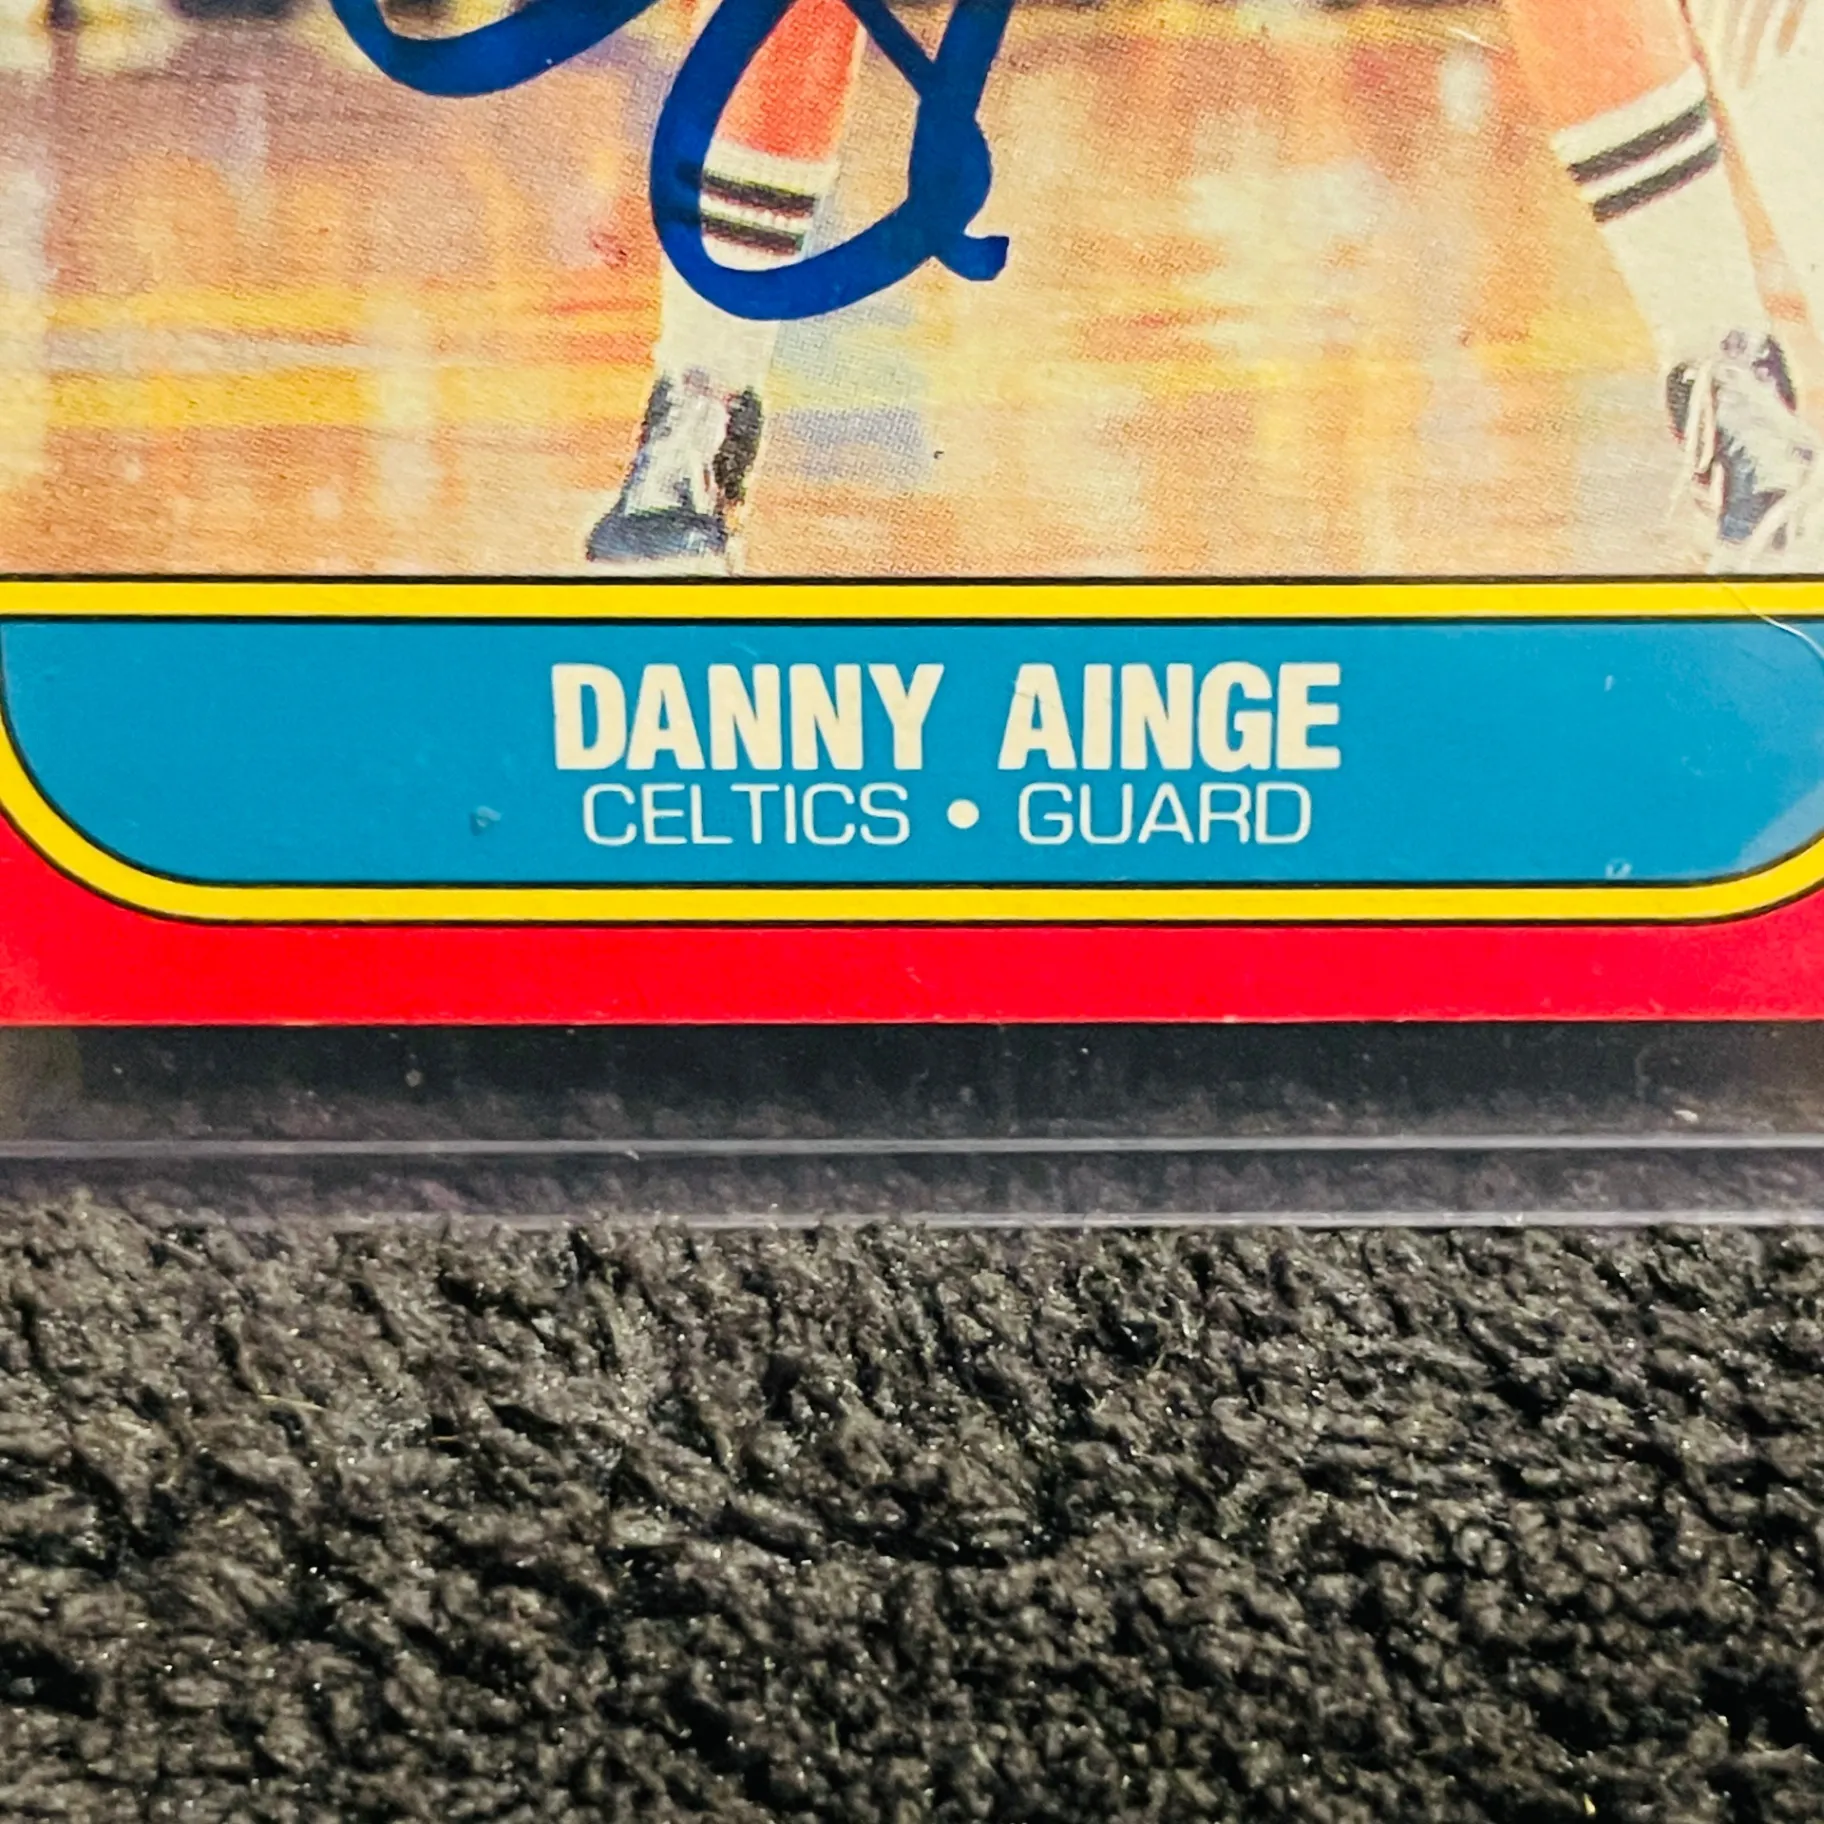 DANNY AINGE
CELTICS • GUARD